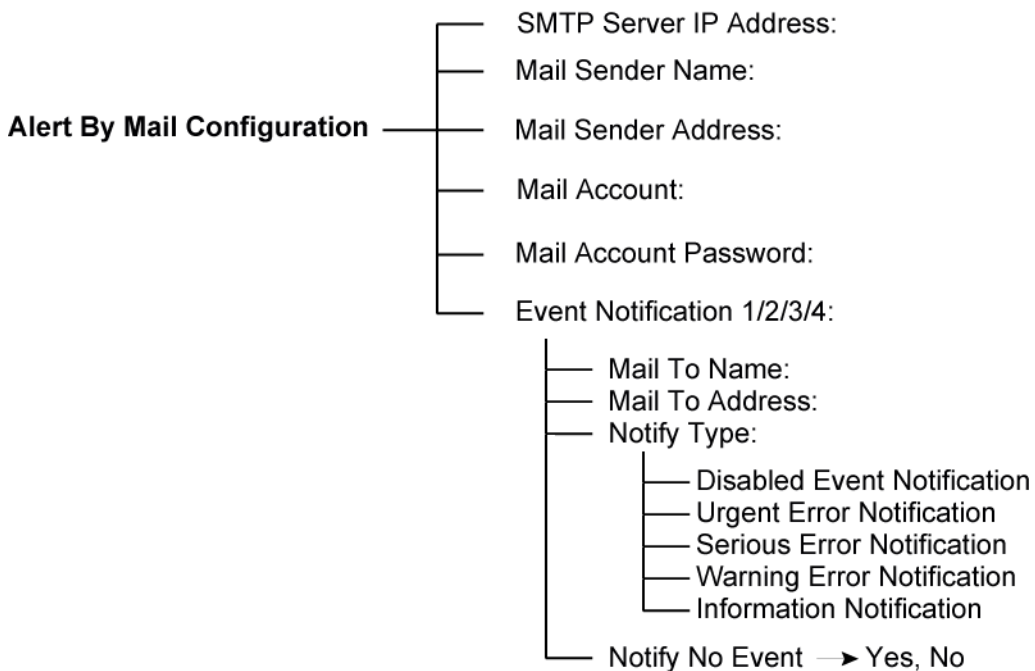 SMTP Server IP Address:
Mail Sender Name:
Alert By Mail Configuration
Mail Sender Address:
Mail Account:
Mail Account Password:
Event Notification 1/2/3/4:
Mail To Name:
Mail To Address:
Notify Type:
Disabled Event Notification
Urgent Error Notification
Serious Error Notification
Warning Error Notification
Information Notification
Notify No Event → Yes, No